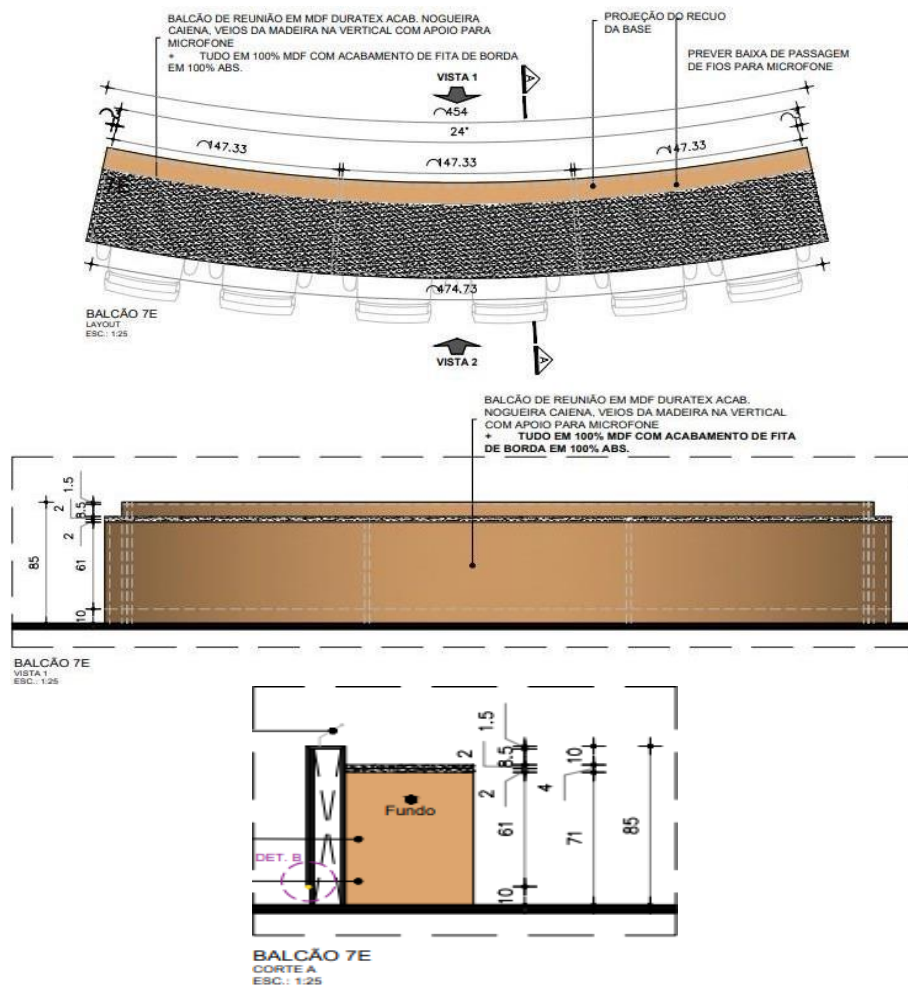 BALCÃO DE REUNIÃO EM MDF DURATEX ACAB. NOGUEIRA
CAIENA, VEIOS DA MADEIRA NA VERTICAL COM APOIO PARA
MICROFONE
+ TUDO EM 100% MDF COM ACABAMENTO DE FITA DE BORDA
EM 100% ABS.
PROJEÇÃO DO RECUO
DA BASE
PREVER BAIXA DE PASSAGEM
DE FIOS PARA MICROFONE
VISTA 1
A
454
24°
147.33
147.33
147.33
7E
474.73
BALCÃO 7E
LAYOUT
ESC.: 1:25
VISTA 2
A
BALCÃO DE REUNIÃO EM MDF DURATEX ACAB.
NOGUEIRA CAIENA, VEIOS DA MADEIRA NA VERTICAL
COM APOIO PARA MICROFONE
+ TUDO EM 100% MDF COM ACABAMENTO DE FITA
DE BORDA EM 100% ABS.
1.5
8.5
2
2
61
85
10
BALCÃO 7E
VISTA 1
ESC.: 1:25
1.5
8.5
2
2
61
10
10
4
71
85
Fundo
DET. B
BALCÃO 7E
CORTE A
ESC.: 1:25